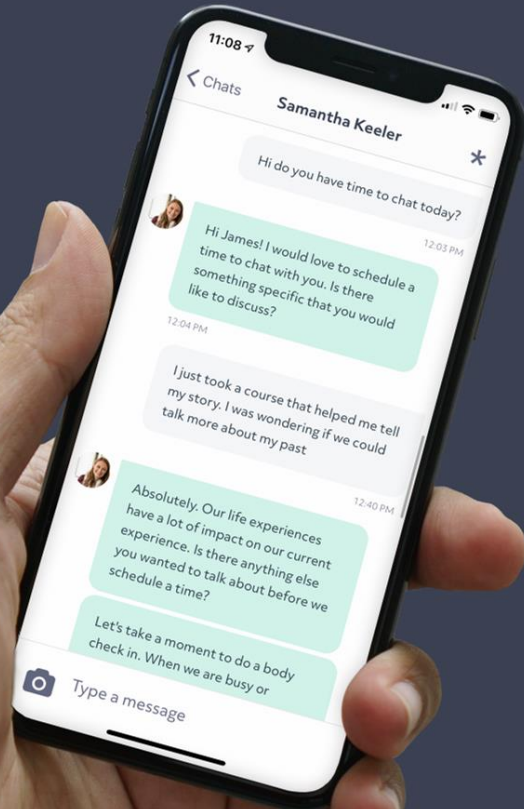 11:08
Chats
Samantha Keeler
*
Hi do you have time to chat today?
12:03 PM
Hi James! I would love to schedule a
time to chat with you. Is there
something specific that you would
like to discuss?
12:04 PM
I just took a course that helped me tell
my story. I was wondering if we could
talk more about my past
12:40 PM
Absolutely. Our life experiences
have a lot of impact on our current
experience. Is there anything else
you wanted to talk about before we
schedule a time?
Let's take a moment to do a body
check in. When we are busy or
Type a message